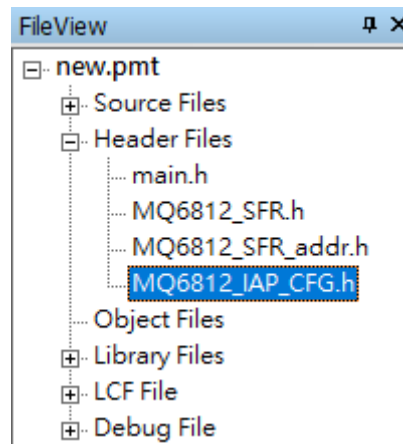 FileView
new.pmt
Source Files
Header Files
main.h
MQ6812_SFR.h
MQ6812_SFR_addr.h
MQ6812_IAP_CFG.h
Object Files
Library Files
LCF File
Debug File